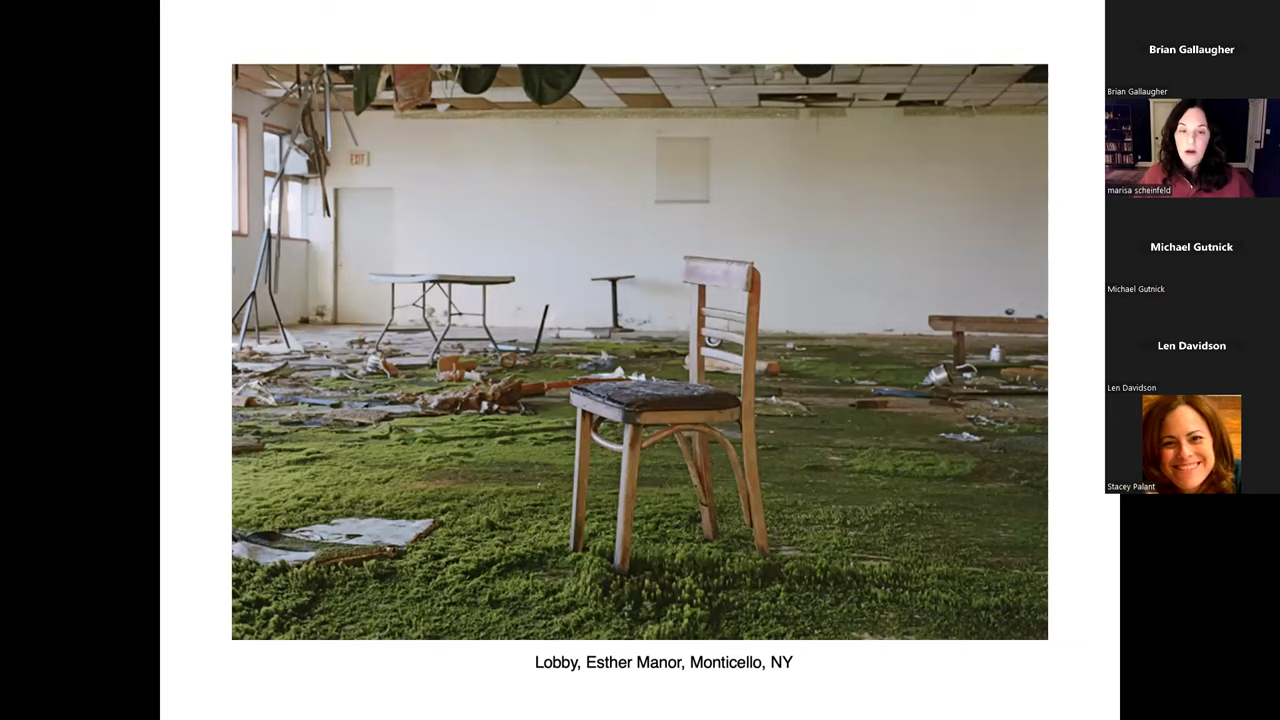 EXIT
Lobby, Esther Manor, Monticello, NY
Brian Gallaugher
Brian Gallaugher
marisa scheinfeld
Michael Gutnick
Michael Gutnick
Len Davidson
Len Davidson
Stacey Palant